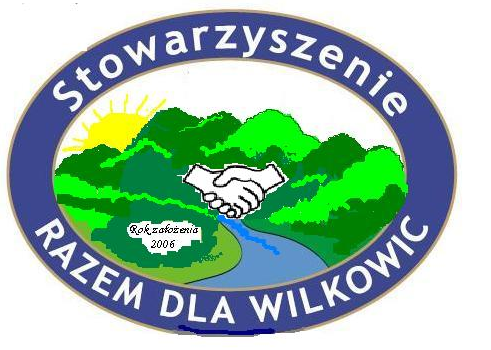 Stowarzyszenie
Rok założenia
2006
RAZEM DLA WILKOWIC